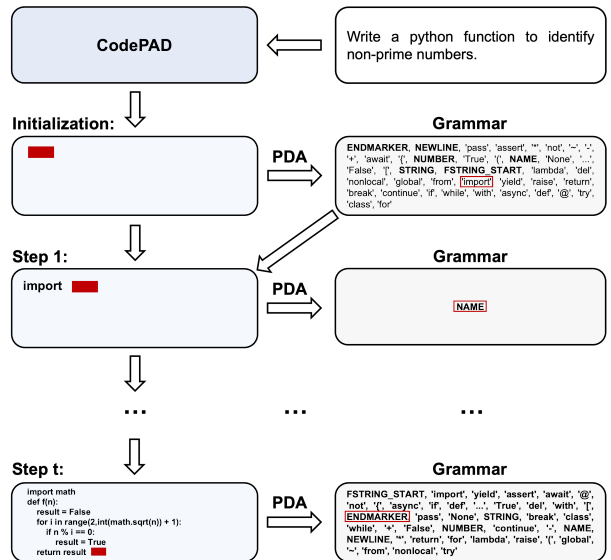 CodePAD
Write a python function to identify
non-prime numbers.
Initialization:
PDA
Grammar
ENDMARKER, NEWLINE, 'pass', 'assert', '*', 'not', '~', '-',
'+', 'await', '{', NUMBER, 'True', '(', NAME, 'None', '...',
'False', '[', STRING, FSTRING_START, 'lambda', 'del',
'nonlocal', 'global', 'from', 'import' 'yield', 'raise', 'return',
'break', 'continue', 'if', 'while', 'with', 'async', 'def', '@', 'try',
'class', 'for'
Step 1:
import
PDA
Grammar
NAME
... ... ...
Step t:
import math
def f(n):
result = False
for i in range(2,int(math.sqrt(n)) + 1):
if n % i == 0:
result = True
return result
PDA
Grammar
FSTRING_START, 'import', 'yield', 'assert', 'await', '@',
'not', '{', 'async', 'if', 'def', '...', 'True', 'del', 'with', '[',
ENDMARKER, 'pass', 'None', STRING, 'break', 'class',
'while', '+', 'False', NUMBER, 'continue', '-', NAME,
NEWLINE, '*', 'return', 'for', 'lambda', 'raise', '(', 'global',
'~', 'from', 'nonlocal', 'try'